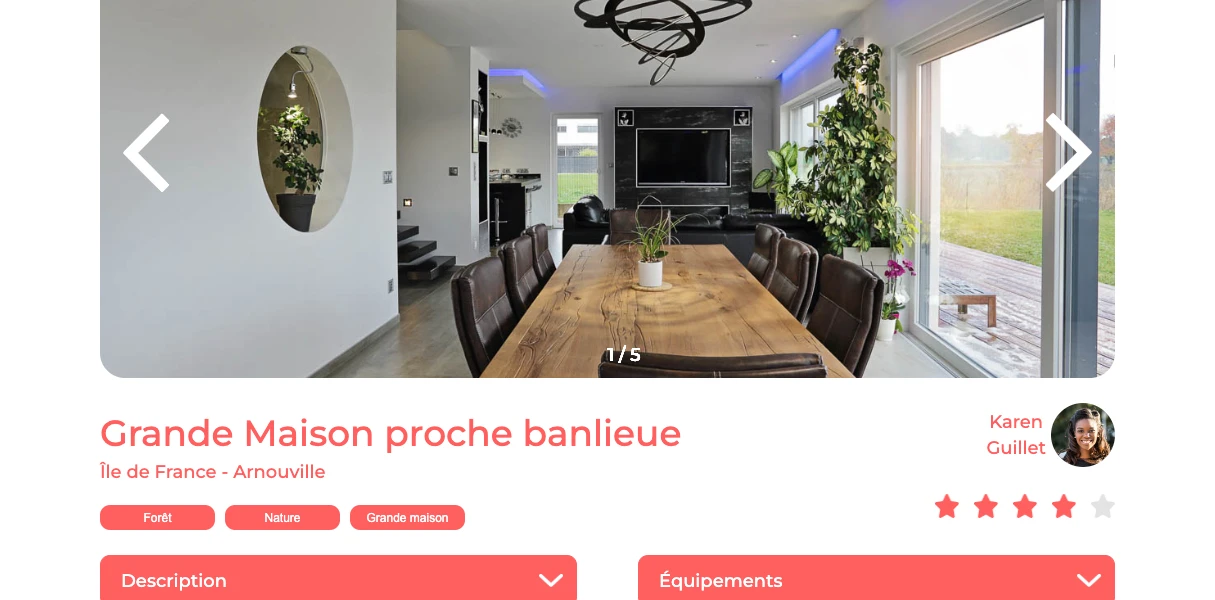 1 / 5
Grande Maison proche banlieue
Île de France - Arnouville
Karen
Guillet
Forêt
Nature
Grande maison
Description
Équipements